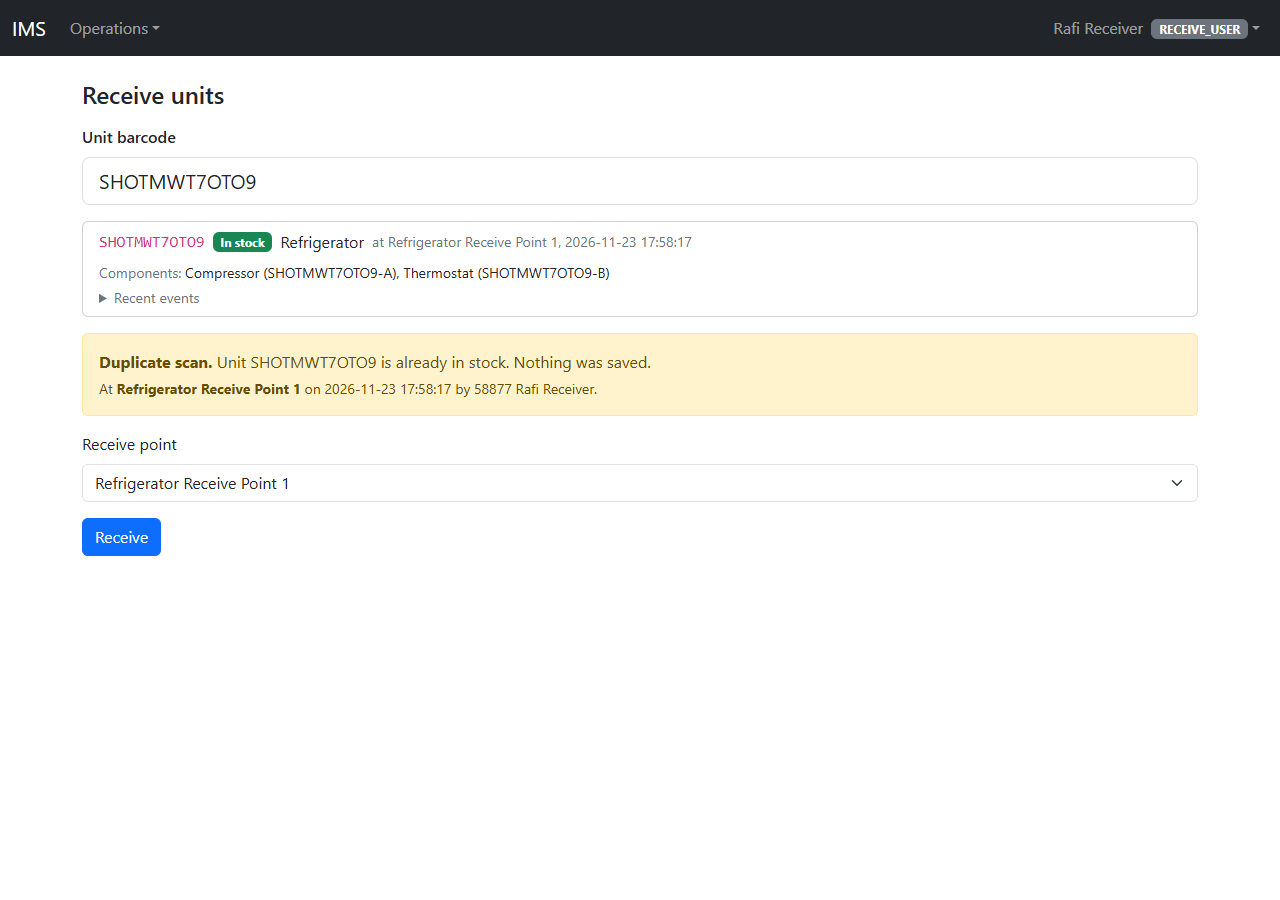 IMS Operations Rafi Receiver RECEIVE_USER
Receive units
Unit barcode
SHOTMWT7OTO9
SHOTMWT7OTO9 In stock Refrigerator at Refrigerator Receive Point 1, 2026-11-23 17:58:17
Components: Compressor (SHOTMWT7OTO9-A), Thermostat (SHOTMWT7OTO9-B)
Recent events
Duplicate scan. Unit SHOTMWT7OTO9 is already in stock. Nothing was saved.
At Refrigerator Receive Point 1 on 2026-11-23 17:58:17 by 58877 Rafi Receiver.
Receive point
Refrigerator Receive Point 1
Receive